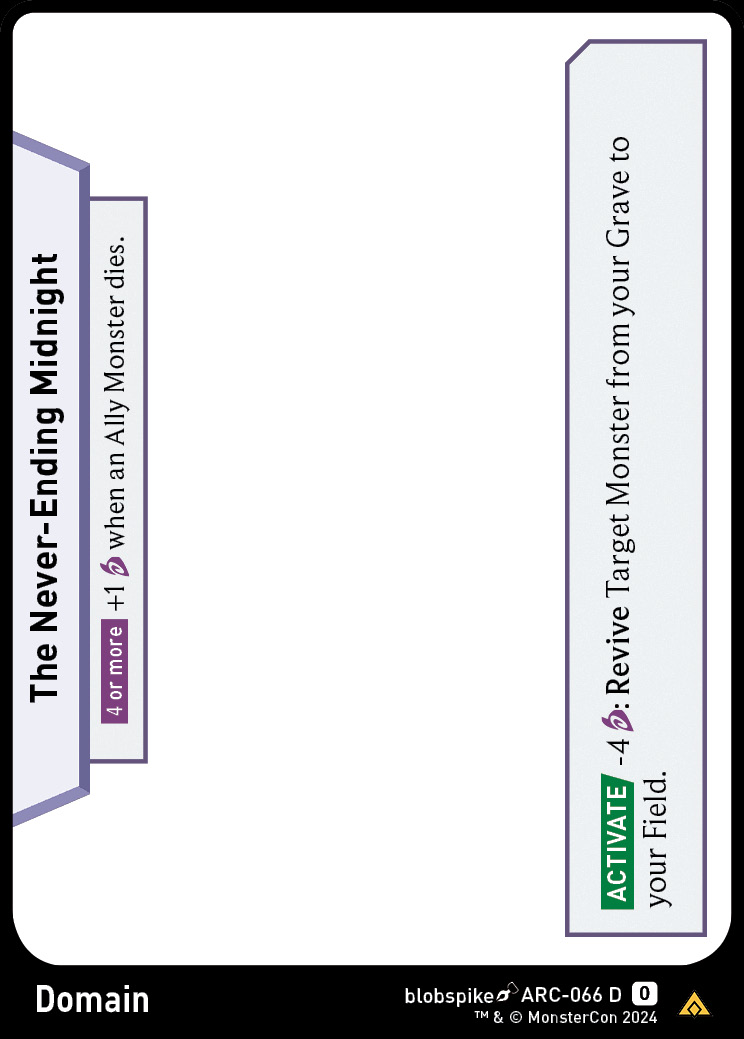 The Never-Ending Midnight
4 or more +1 when an Ally Monster dies.
ACTIVATE -4 : Revive Target Monster from your Grave to
your Field.
Domain
blobspike ARC-066 D 0
™ & © MonsterCon 2024